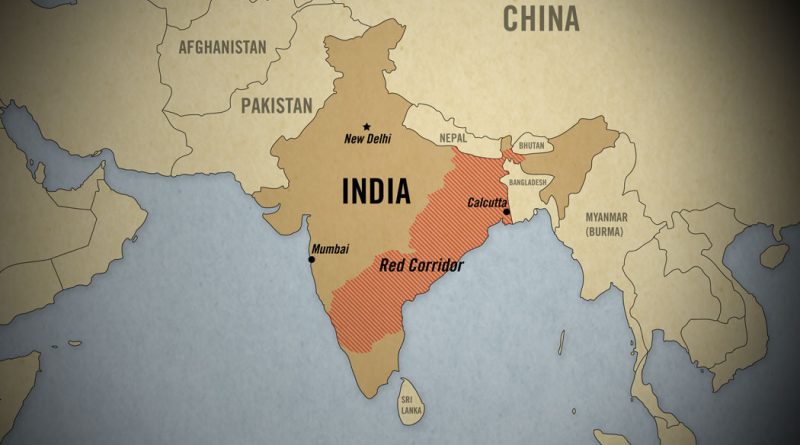 CHINA
AFGHANISTAN
PAKISTAN
New Delhi
NEPAL
BHUTAN
INDIA
BANGLADESH
Calcutta
MYANMAR
(BURMA)
Mumbai
Red Corridor
SRI
LANKA